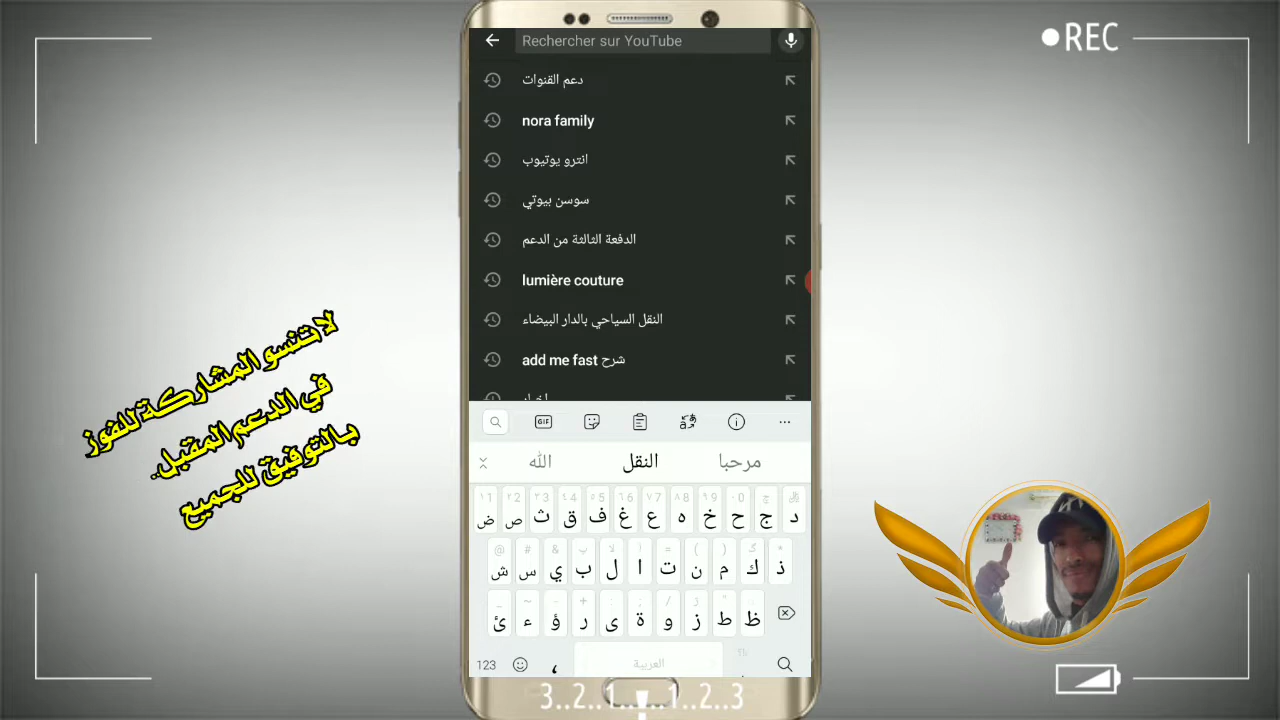 REC
Rechercher sur YouTube
دعم القنوات
nora family
انترو يوتيوب
سوسن بيوتي
الدفعة الثالثة من الدعم
lumière couture
النقل السياحي بالدار البيضاء
add me fast شرح
لاتنسو المشاركة للفوز
في الدعم المقبل..
بالتوفيق للجميع
GIF
مرحبا النقل الله
د ج ح خ ه ع غ ف ق ث ص ض
ذ ك م ن ت ا ل ب ي س ش
ظ ط ز و ة ى ر ؤ ء ئ
123 ، العربية
3..2..1..1..2..3